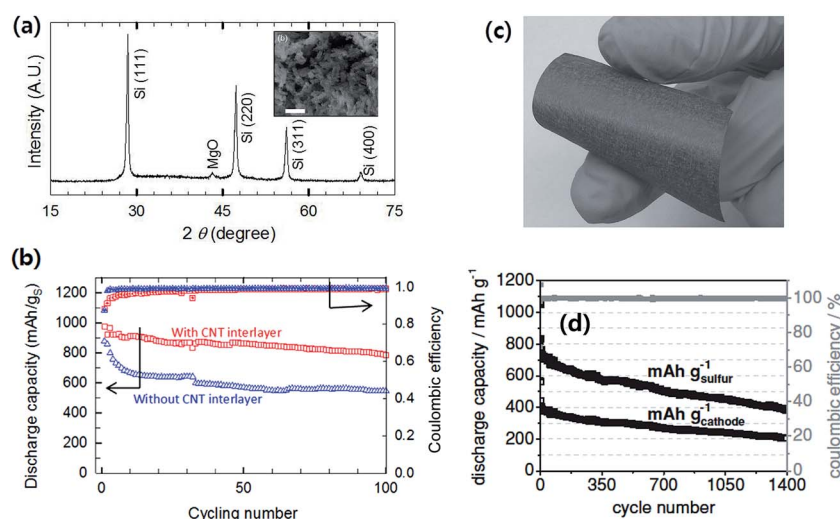 (a)
Intensity (A.U.)
Si (111)
MgO
Si (220)
Si (311)
Si (400)
(b)
15 30 45 60 75
2 θ (degree)
(c)
(b)
Discharge Capacity (mAh/gS)
1200
1000
800
600
400
200
0
With CNT interlayer
Without CNT interlayer
1.0
0.8
0.6
0.4
0.2
0.0
Coulombic efficiency
0 50 100
Cycling number
(d)
discharge capacity / mAh g-1
1200
1000
800
600
400
200
0
mAh g-1 sulfur
mAh g-1 cathode
100
80
60
40
20
0
coulombic efficiency / %
0 350 700 1050 1400
cycle number